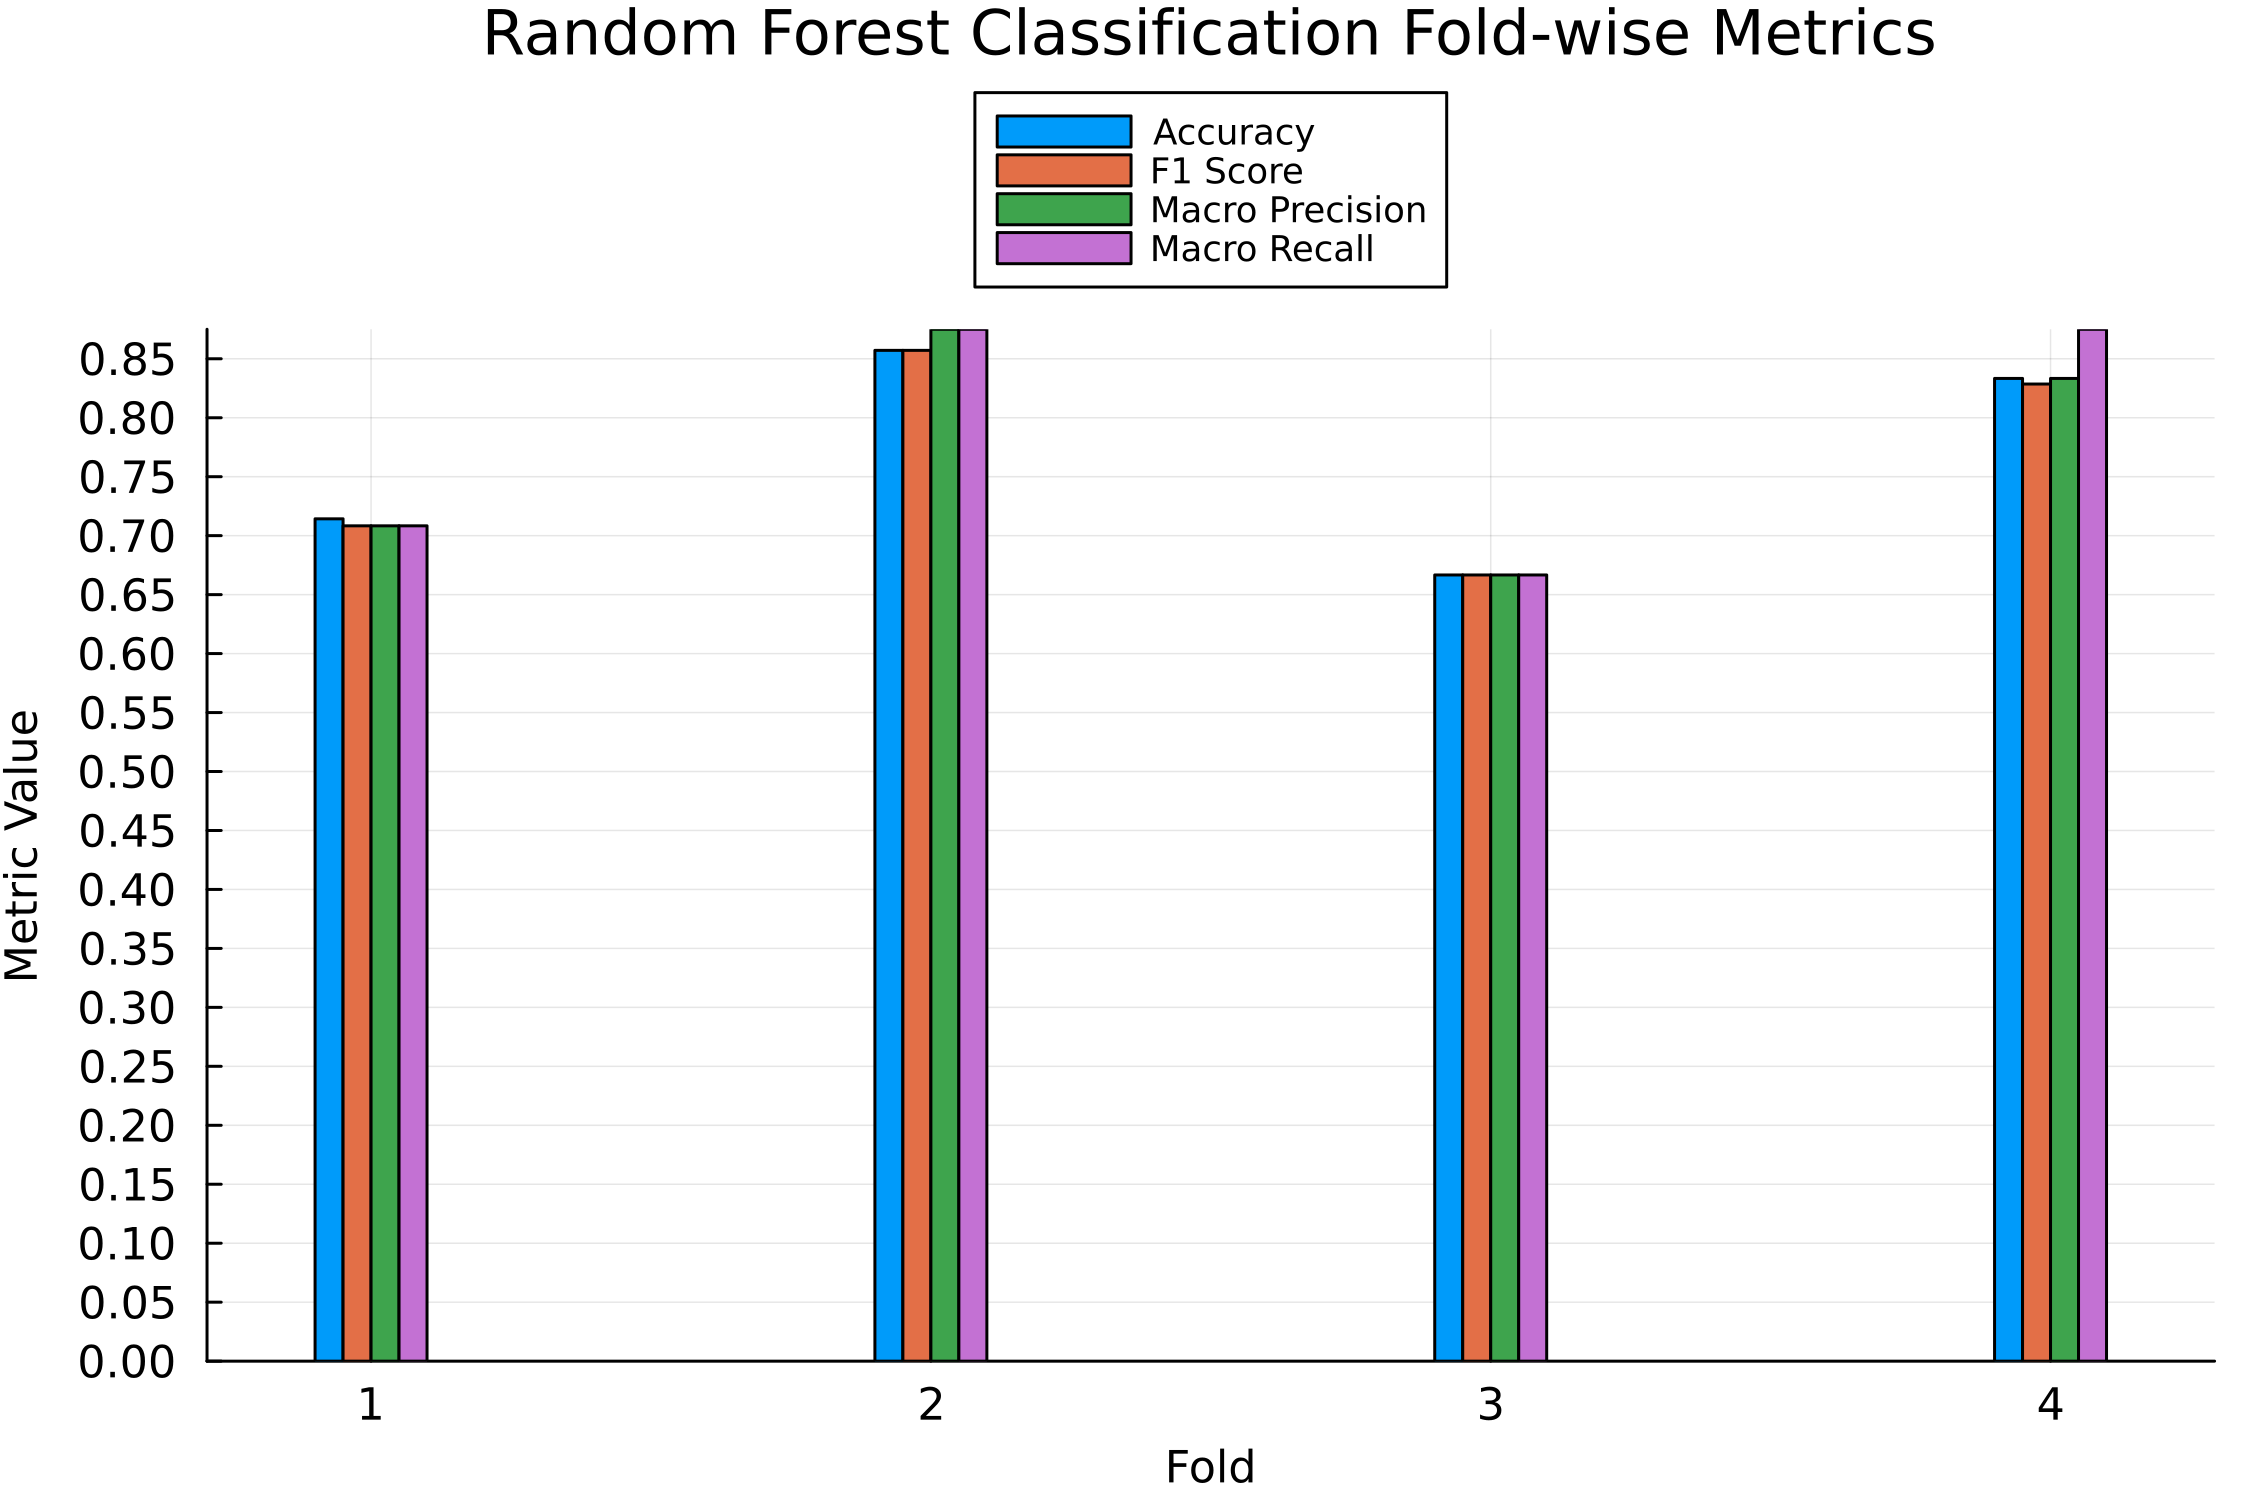 Random Forest Classification Fold-wise Metrics
Accuracy
F1 Score
Macro Precision
Macro Recall
Metric Value
0.85
0.80
0.75
0.70
0.65
0.60
0.55
0.50
0.45
0.40
0.35
0.30
0.25
0.20
0.15
0.10
0.05
0.00
1 2 3 4
Fold